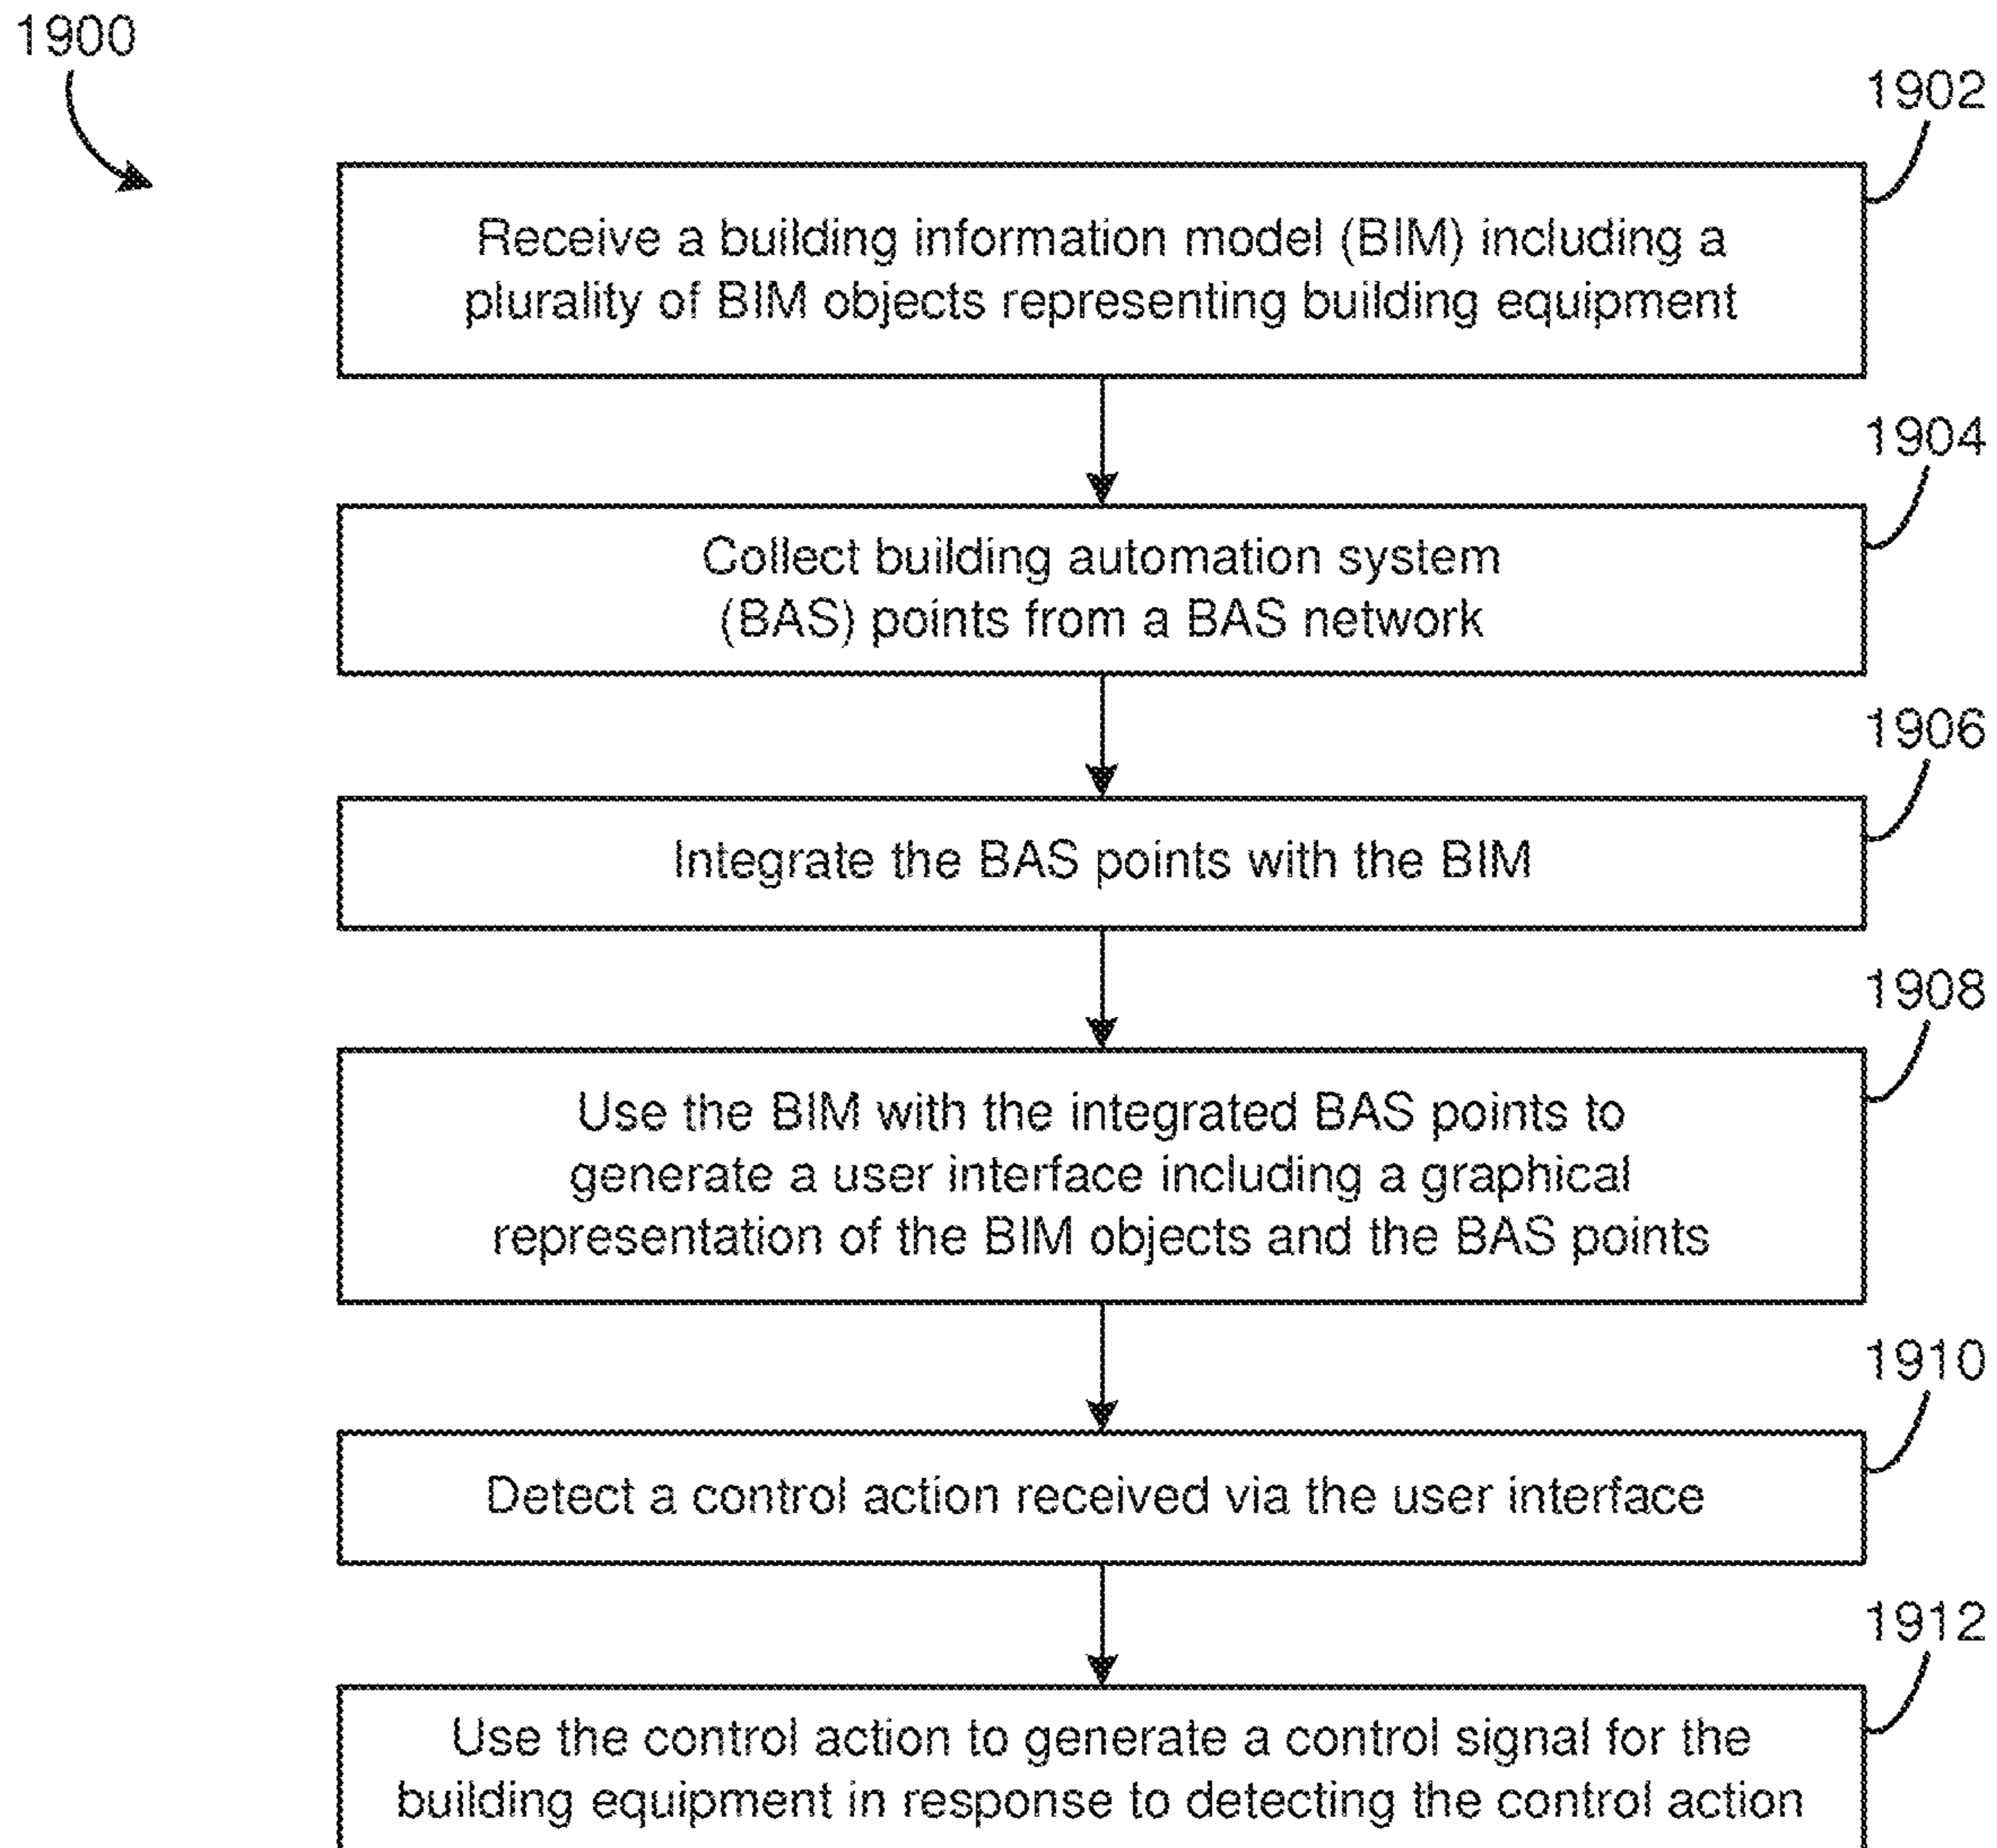 1900
1902
Receive a building information model (BIM) including a
plurality of BIM objects representing building equipment
1904
Collect building automation system
(BAS) points from a BAS network
1906
Integrate the BAS points with the BIM
1908
Use the BIM with the integrated BAS points to
generate a user interface including a graphical
representation of the BIM objects and the BAS points
1910
Detect a control action received via the user interface
1912
Use the control action to generate a control signal for the
building equipment in response to detecting the control action